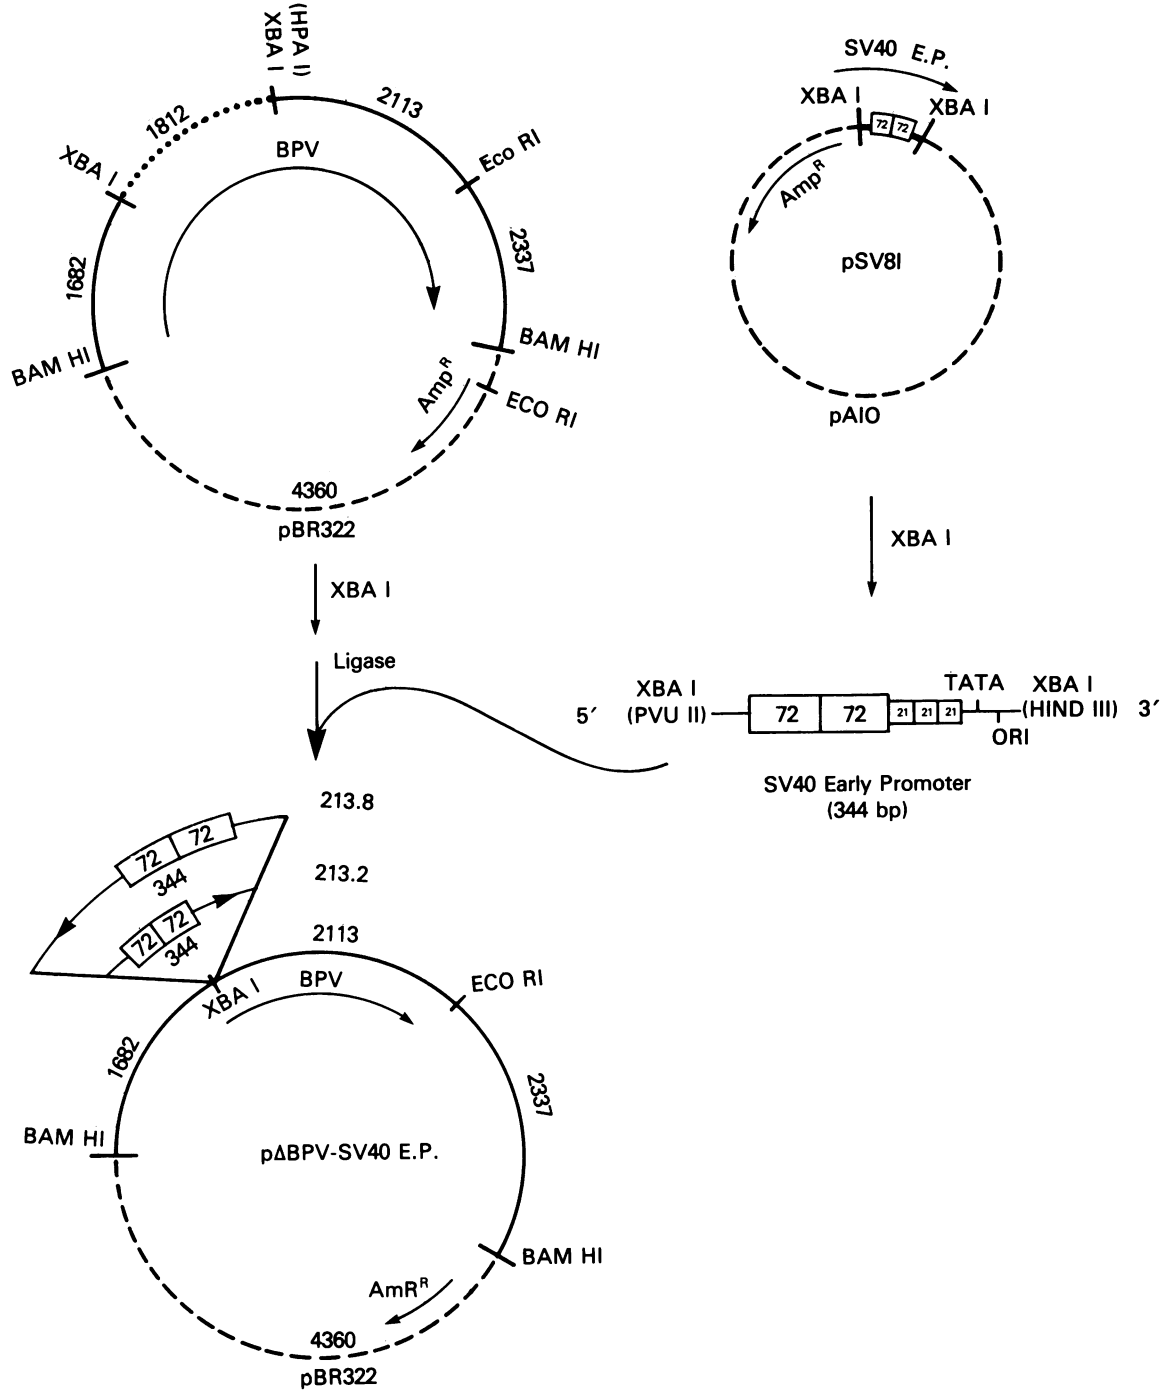 (HPA I)
XBA I
1812
2113
XBA I
BPV
Eco RI
1682
2337
BAM HI
BAM HI
Amp^R
ECO RI
4360
pBR322
XBA I
Ligase
SV40 E.P.
XBA I
XBA I
72 72
Amp^R
pSV8I
pAIO
XBA I
5′
XBA I
(PVU II)
72 72 21 21 21
TATA
ORI
XBA I
(HIND III)
3′
SV40 Early Promoter
(344 bp)
213.8
72 72
344
213.2
72 72
344
2113
XBA I
BPV
ECO RI
1682
2337
BAM HI
p∆BPV-SV40 E.P.
BAM HI
AmR^R
4360
pBR322